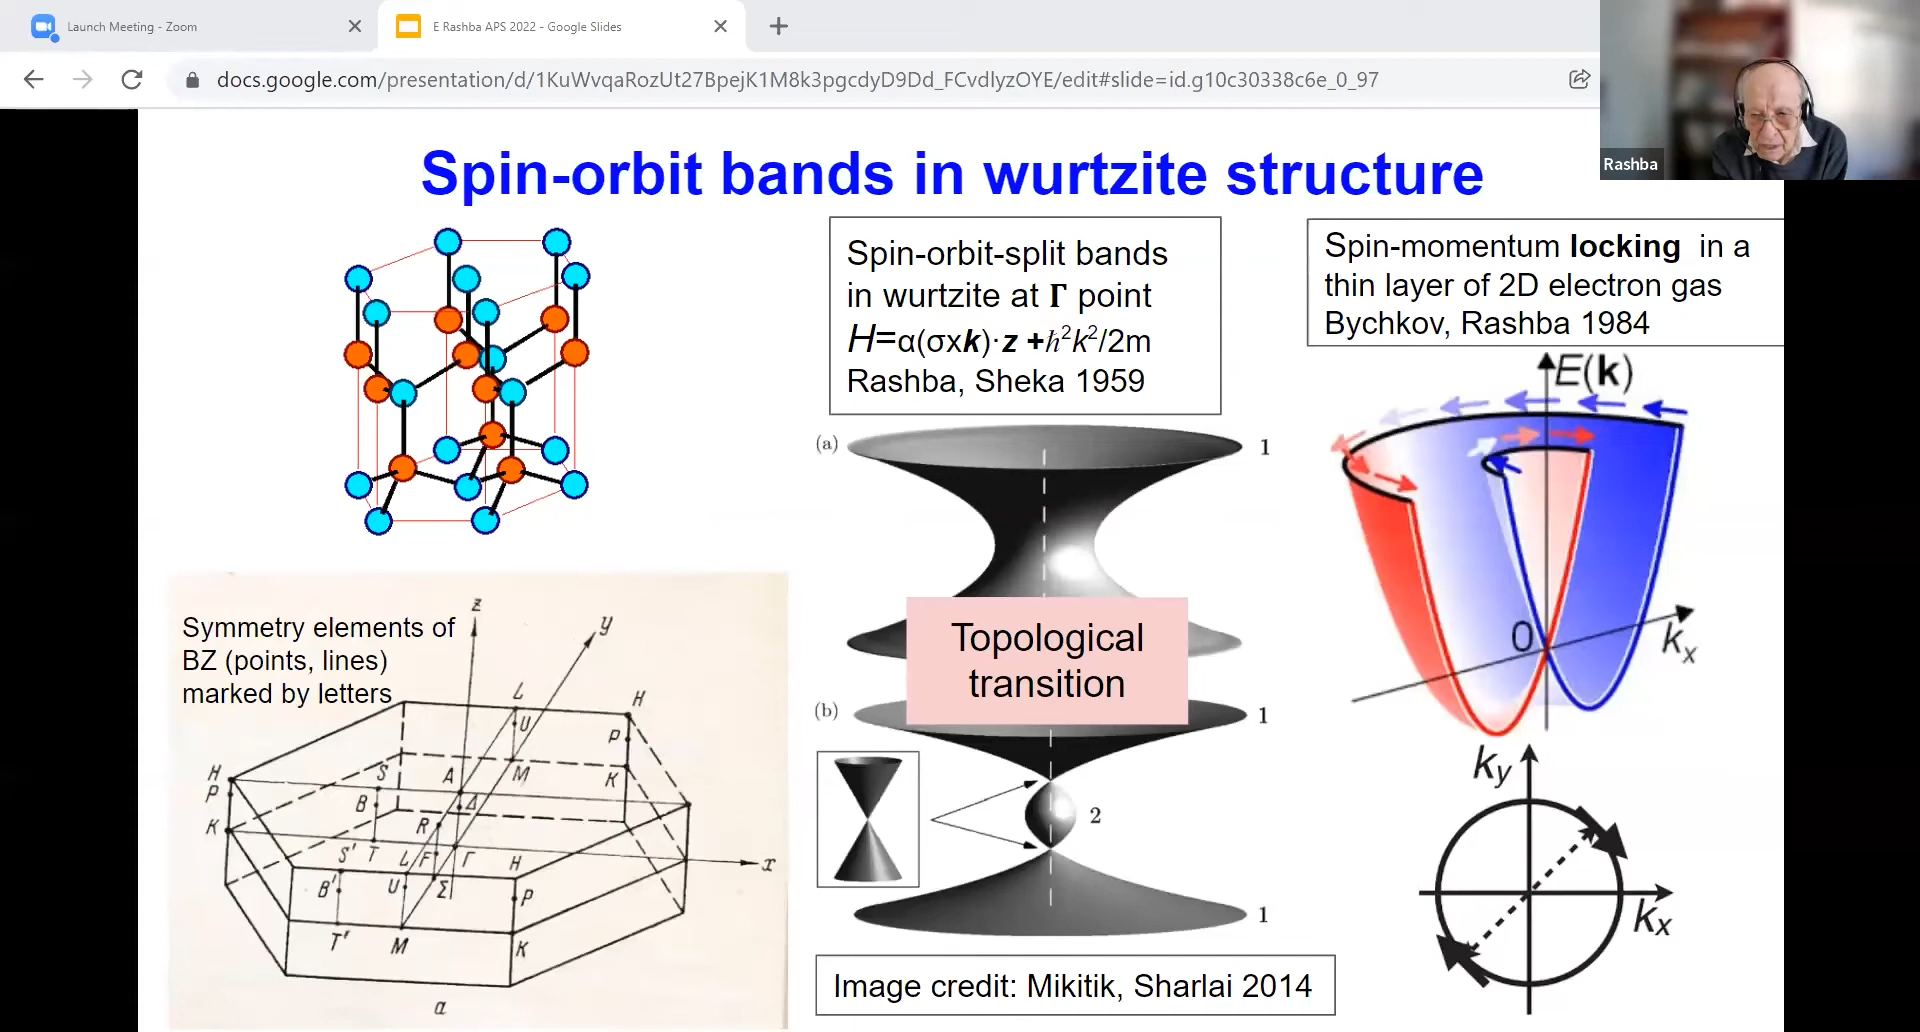 Launch Meeting - Zoom
E Rashba APS 2022 - Google Slides
docs.google.com/presentation/d/1KuWvqaRozUt27BpejK1M8k3pgcdyD9Dd_FCvdlyzOYE/edit#slide=id.g10c30338c6e_0_97
Rashba
Spin-orbit bands in wurtzite structure
Spin-orbit-split bands
in wurtzite at Γ point
H=α(σxk)·z +ℏ²k²/2m
Rashba, Sheka 1959
Spin-momentum locking in a
thin layer of 2D electron gas
Bychkov, Rashba 1984
E(k)
0
kₓ
k_y
kₓ
(a)
1
Topological
transition
(b)
1
2
1
Image credit: Mikitik, Sharlai 2014
Symmetry elements of
BZ (points, lines)
marked by letters
z
y
L
H
U
P
H
S
A
M
K
P
B
Δ
R
K
S' T L F Γ H
x
B' U Σ P
T' M K
a